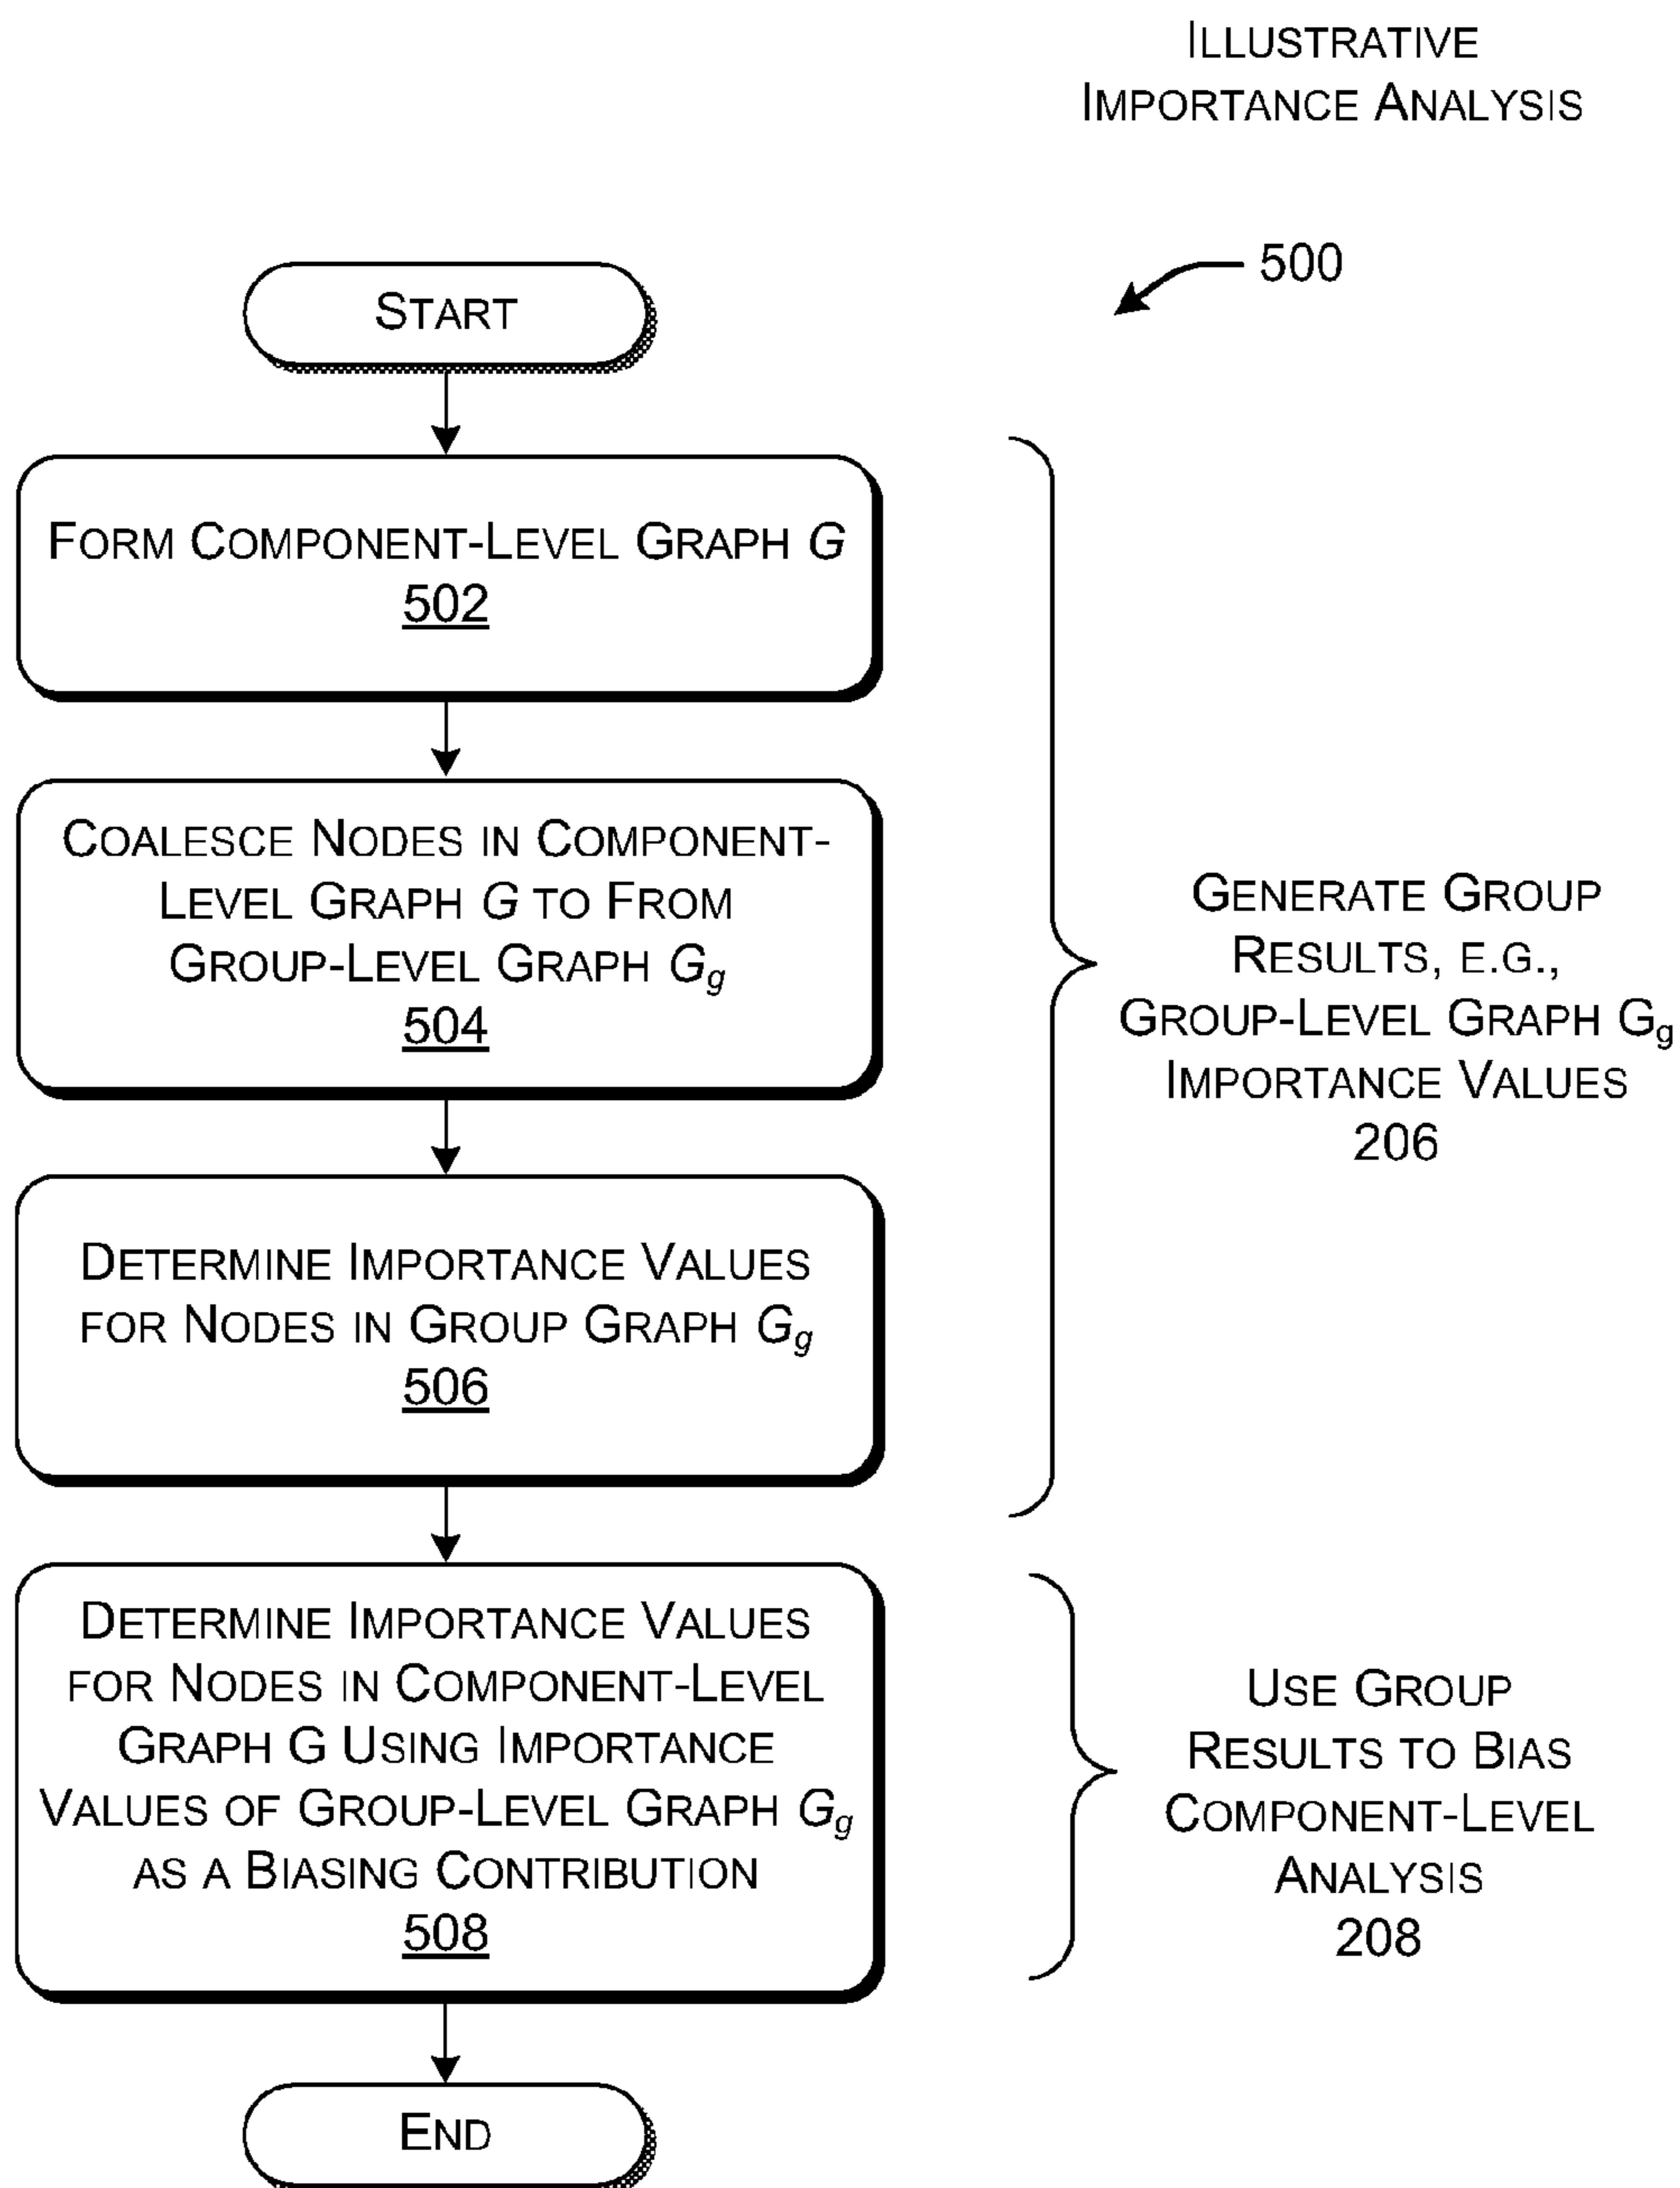 ILLUSTRATIVE
IMPORTANCE ANALYSIS
500
START
FORM COMPONENT-LEVEL GRAPH G
502
COALESCE NODES IN COMPONENT-
LEVEL GRAPH G TO FROM
GROUP-LEVEL GRAPH Gg
504
DETERMINE IMPORTANCE VALUES
FOR NODES IN GROUP GRAPH Gg
506
GENERATE GROUP
RESULTS, E.G.,
GROUP-LEVEL GRAPH Gg
IMPORTANCE VALUES
206
DETERMINE IMPORTANCE VALUES
FOR NODES IN COMPONENT-LEVEL
GRAPH G USING IMPORTANCE
VALUES OF GROUP-LEVEL GRAPH Gg
AS A BIASING CONTRIBUTION
508
USE GROUP
RESULTS TO BIAS
COMPONENT-LEVEL
ANALYSIS
208
END